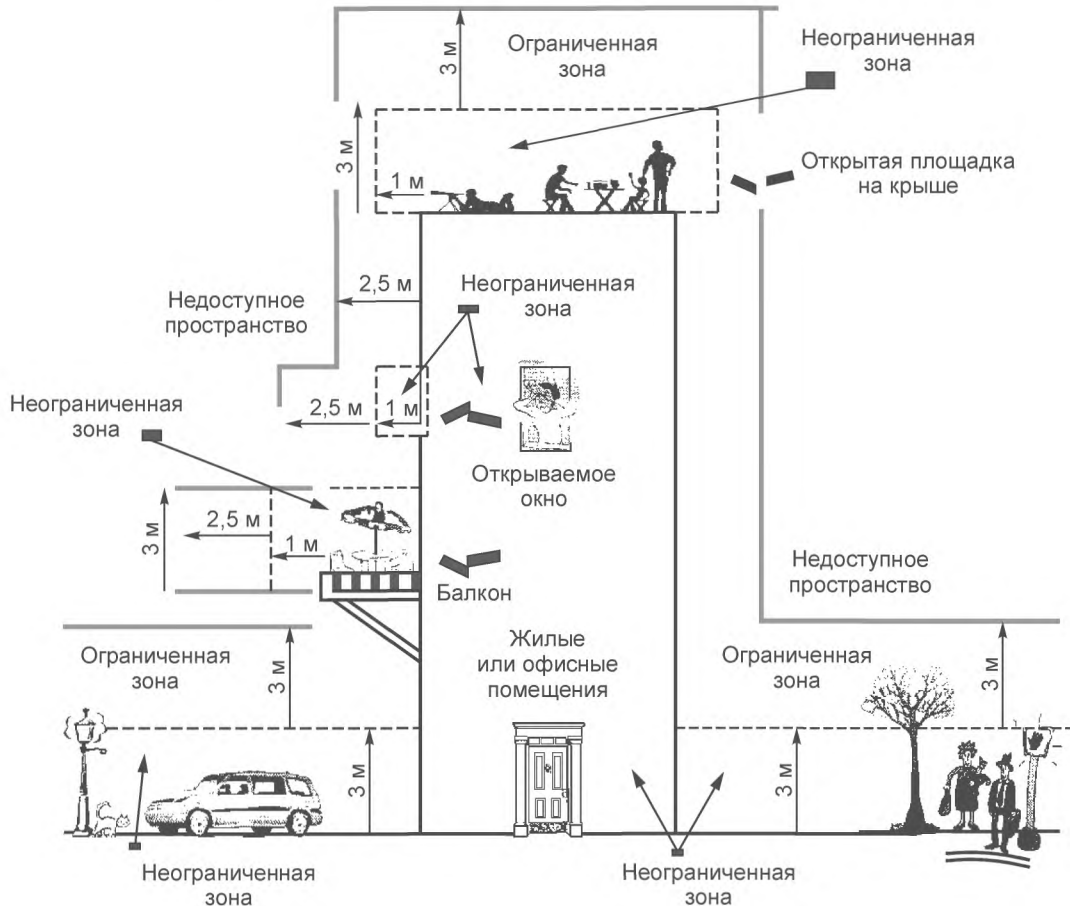 3 м
Ограниченная
зона
Неограниченная
зона
3 м
1 м
Открытая площадка
на крыше
2,5 м
Неограниченная
зона
Недоступное
пространство
Неограниченная
зона
2,5 м
1 м
Открываемое
окно
3 м
2,5 м
1 м
Балкон
Недоступное
пространство
Ограниченная
зона
3 м
Жилые
или офисные
помещения
Ограниченная
зона
3 м
3 м
3 м
Неограниченная
зона
Неограниченная
зона